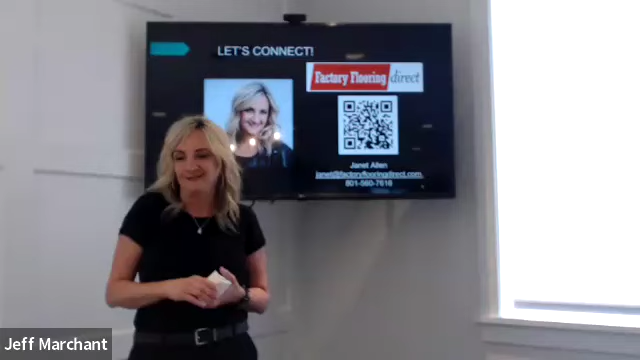 LET'S CONNECT!
Factory Flooring direct
Janet Allen
janet@factoryflooringdirect.com
801-560-7616
Jeff Marchant